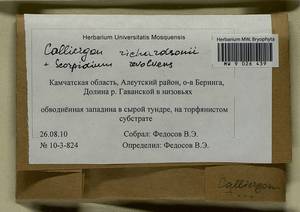 Herbarium Universitatis Mosquensis
Herbarium.MW, Bryophyta
MW 9 026 439
Calliergon richardsonii
+ Scorpidium revolvens
Камчатская область, Алеутский район, о-в Беринга,
Долина р. Гаванской в низовьях
обводнённая западина в сырой тундре, на торфянистом
субстрате
26.08.10 Собрал: Федосов В.Э.
№ 10-3-824 Определил: Федосов В.Э.
Calliergon